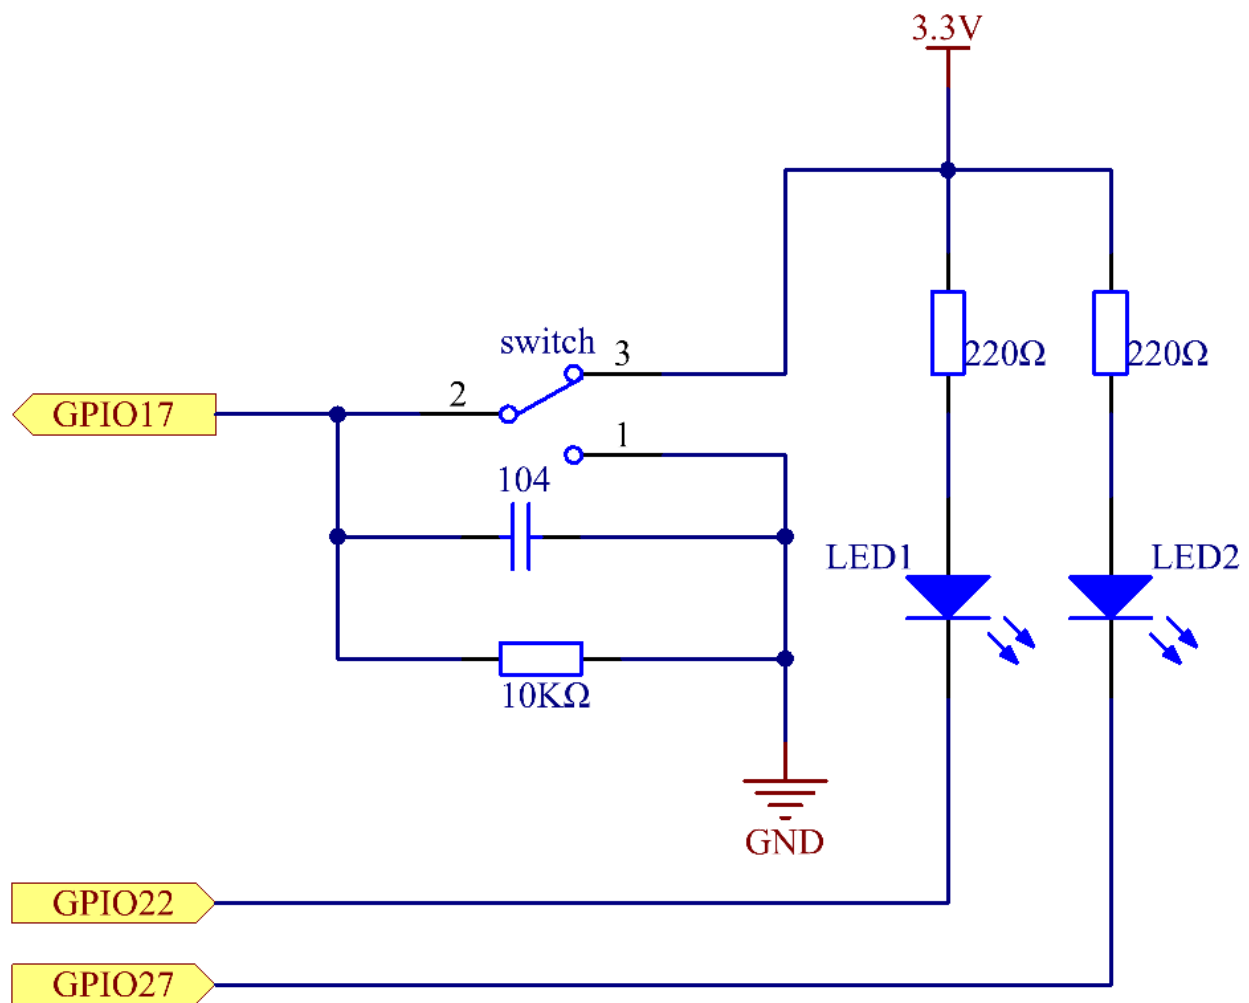 3.3V
switch
3
220Ω
220Ω
2
GPIO17
1
104
LED1
LED2
10KΩ
GND
GPIO22
GPIO27